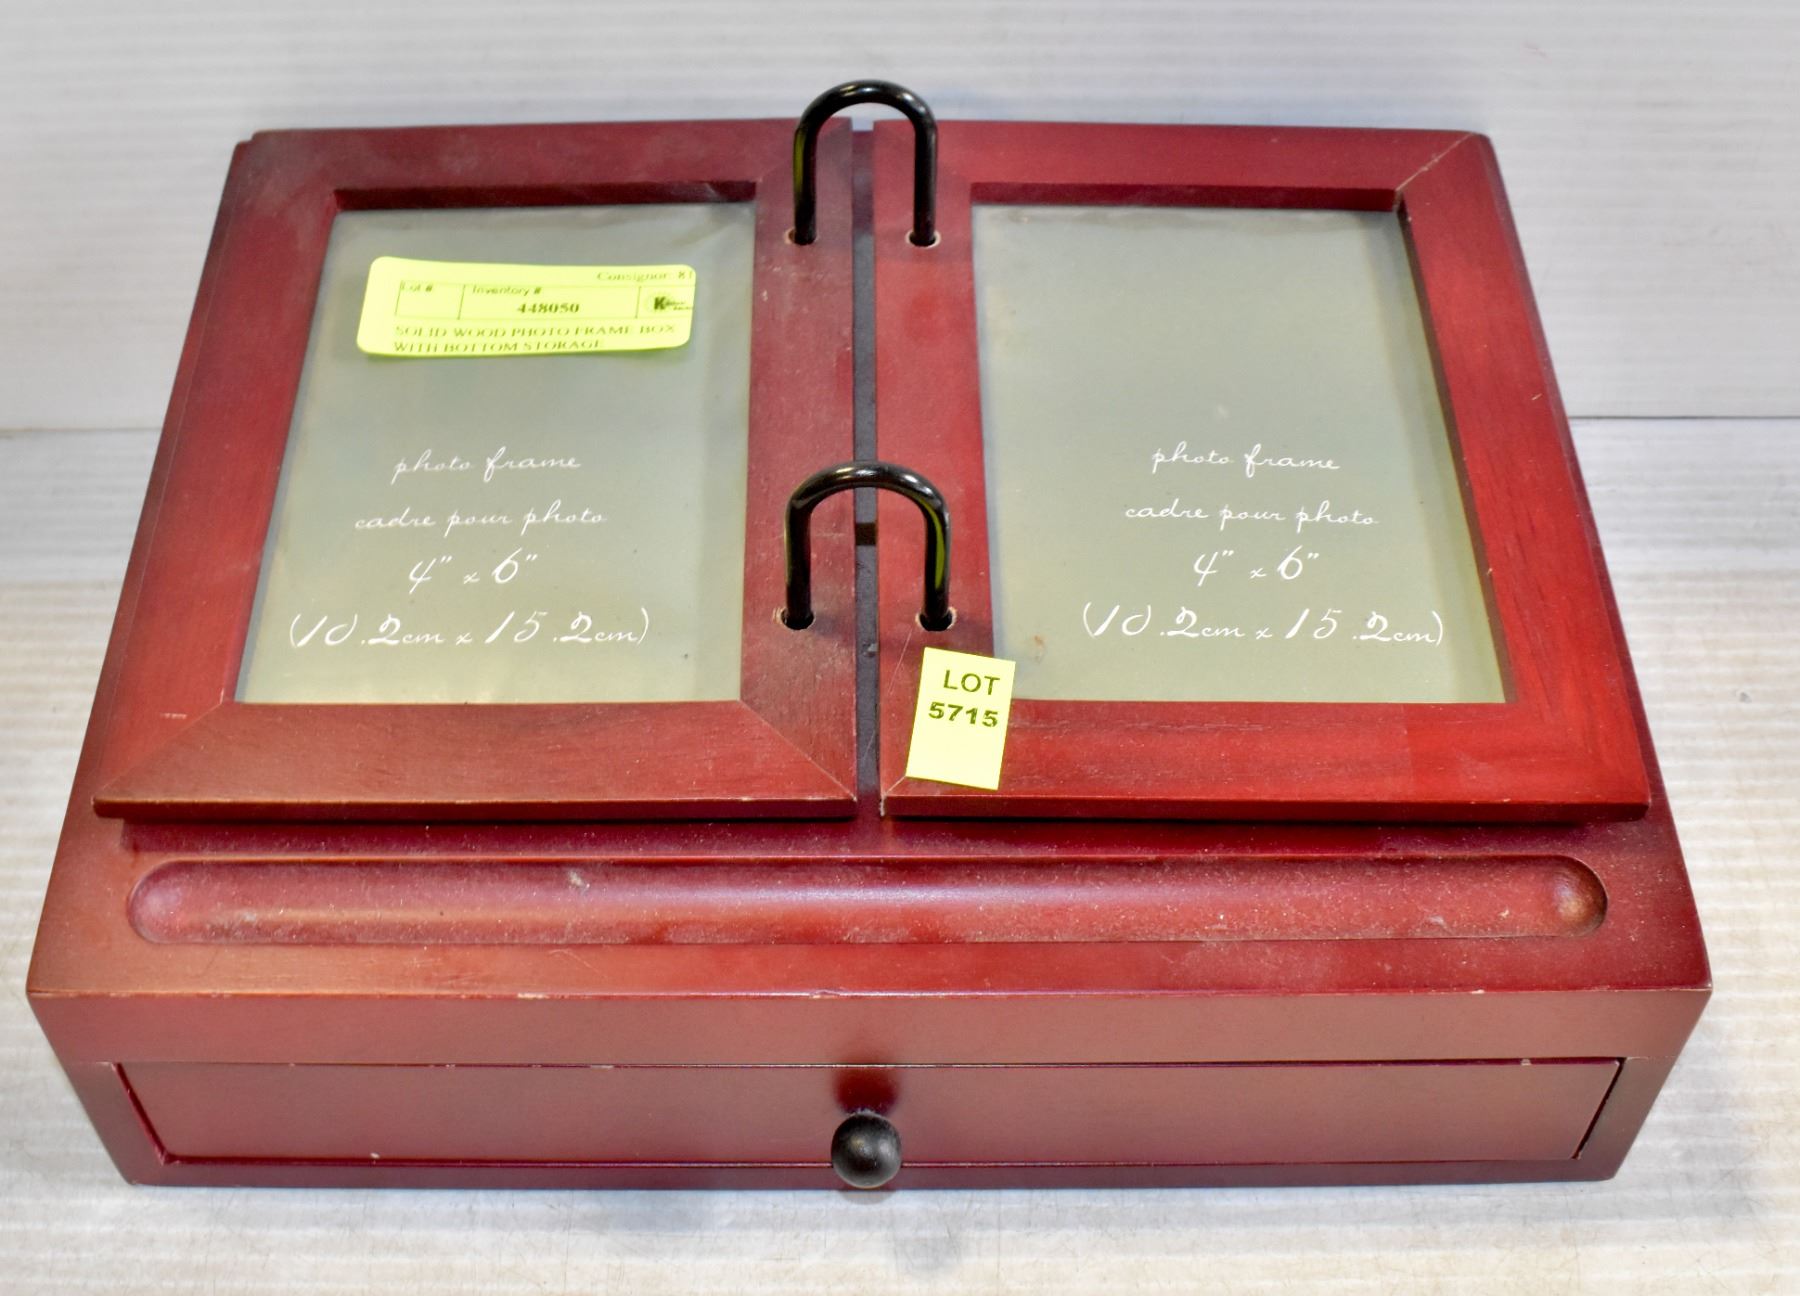 Consignor: 81
Lot # Inventory #
448050
SOLID WOOD PHOTO FRAME BOX
WITH BOTTOM STORAGE
photo frame
cadre pour photo
4" x 6"
(10.2cm x 15.2cm)
photo frame
cadre pour photo
4" x 6"
(10.2cm x 15.2cm)
LOT
5715